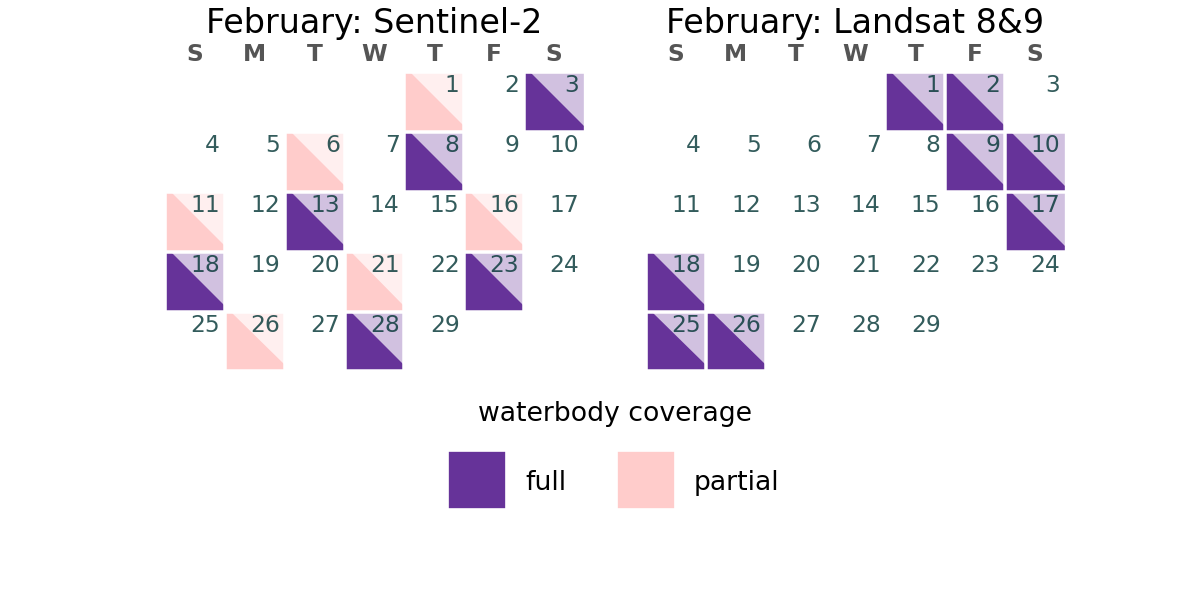 February: Sentinel-2
S M T W T F S
1 2 3
4 5 6 7 8 9 10
11 12 13 14 15 16 17
18 19 20 21 22 23 24
25 26 27 28 29
February: Landsat 8&9
S M T W T F S
1 2 3
4 5 6 7 8 9 10
11 12 13 14 15 16 17
18 19 20 21 22 23 24
25 26 27 28 29
waterbody coverage
full partial